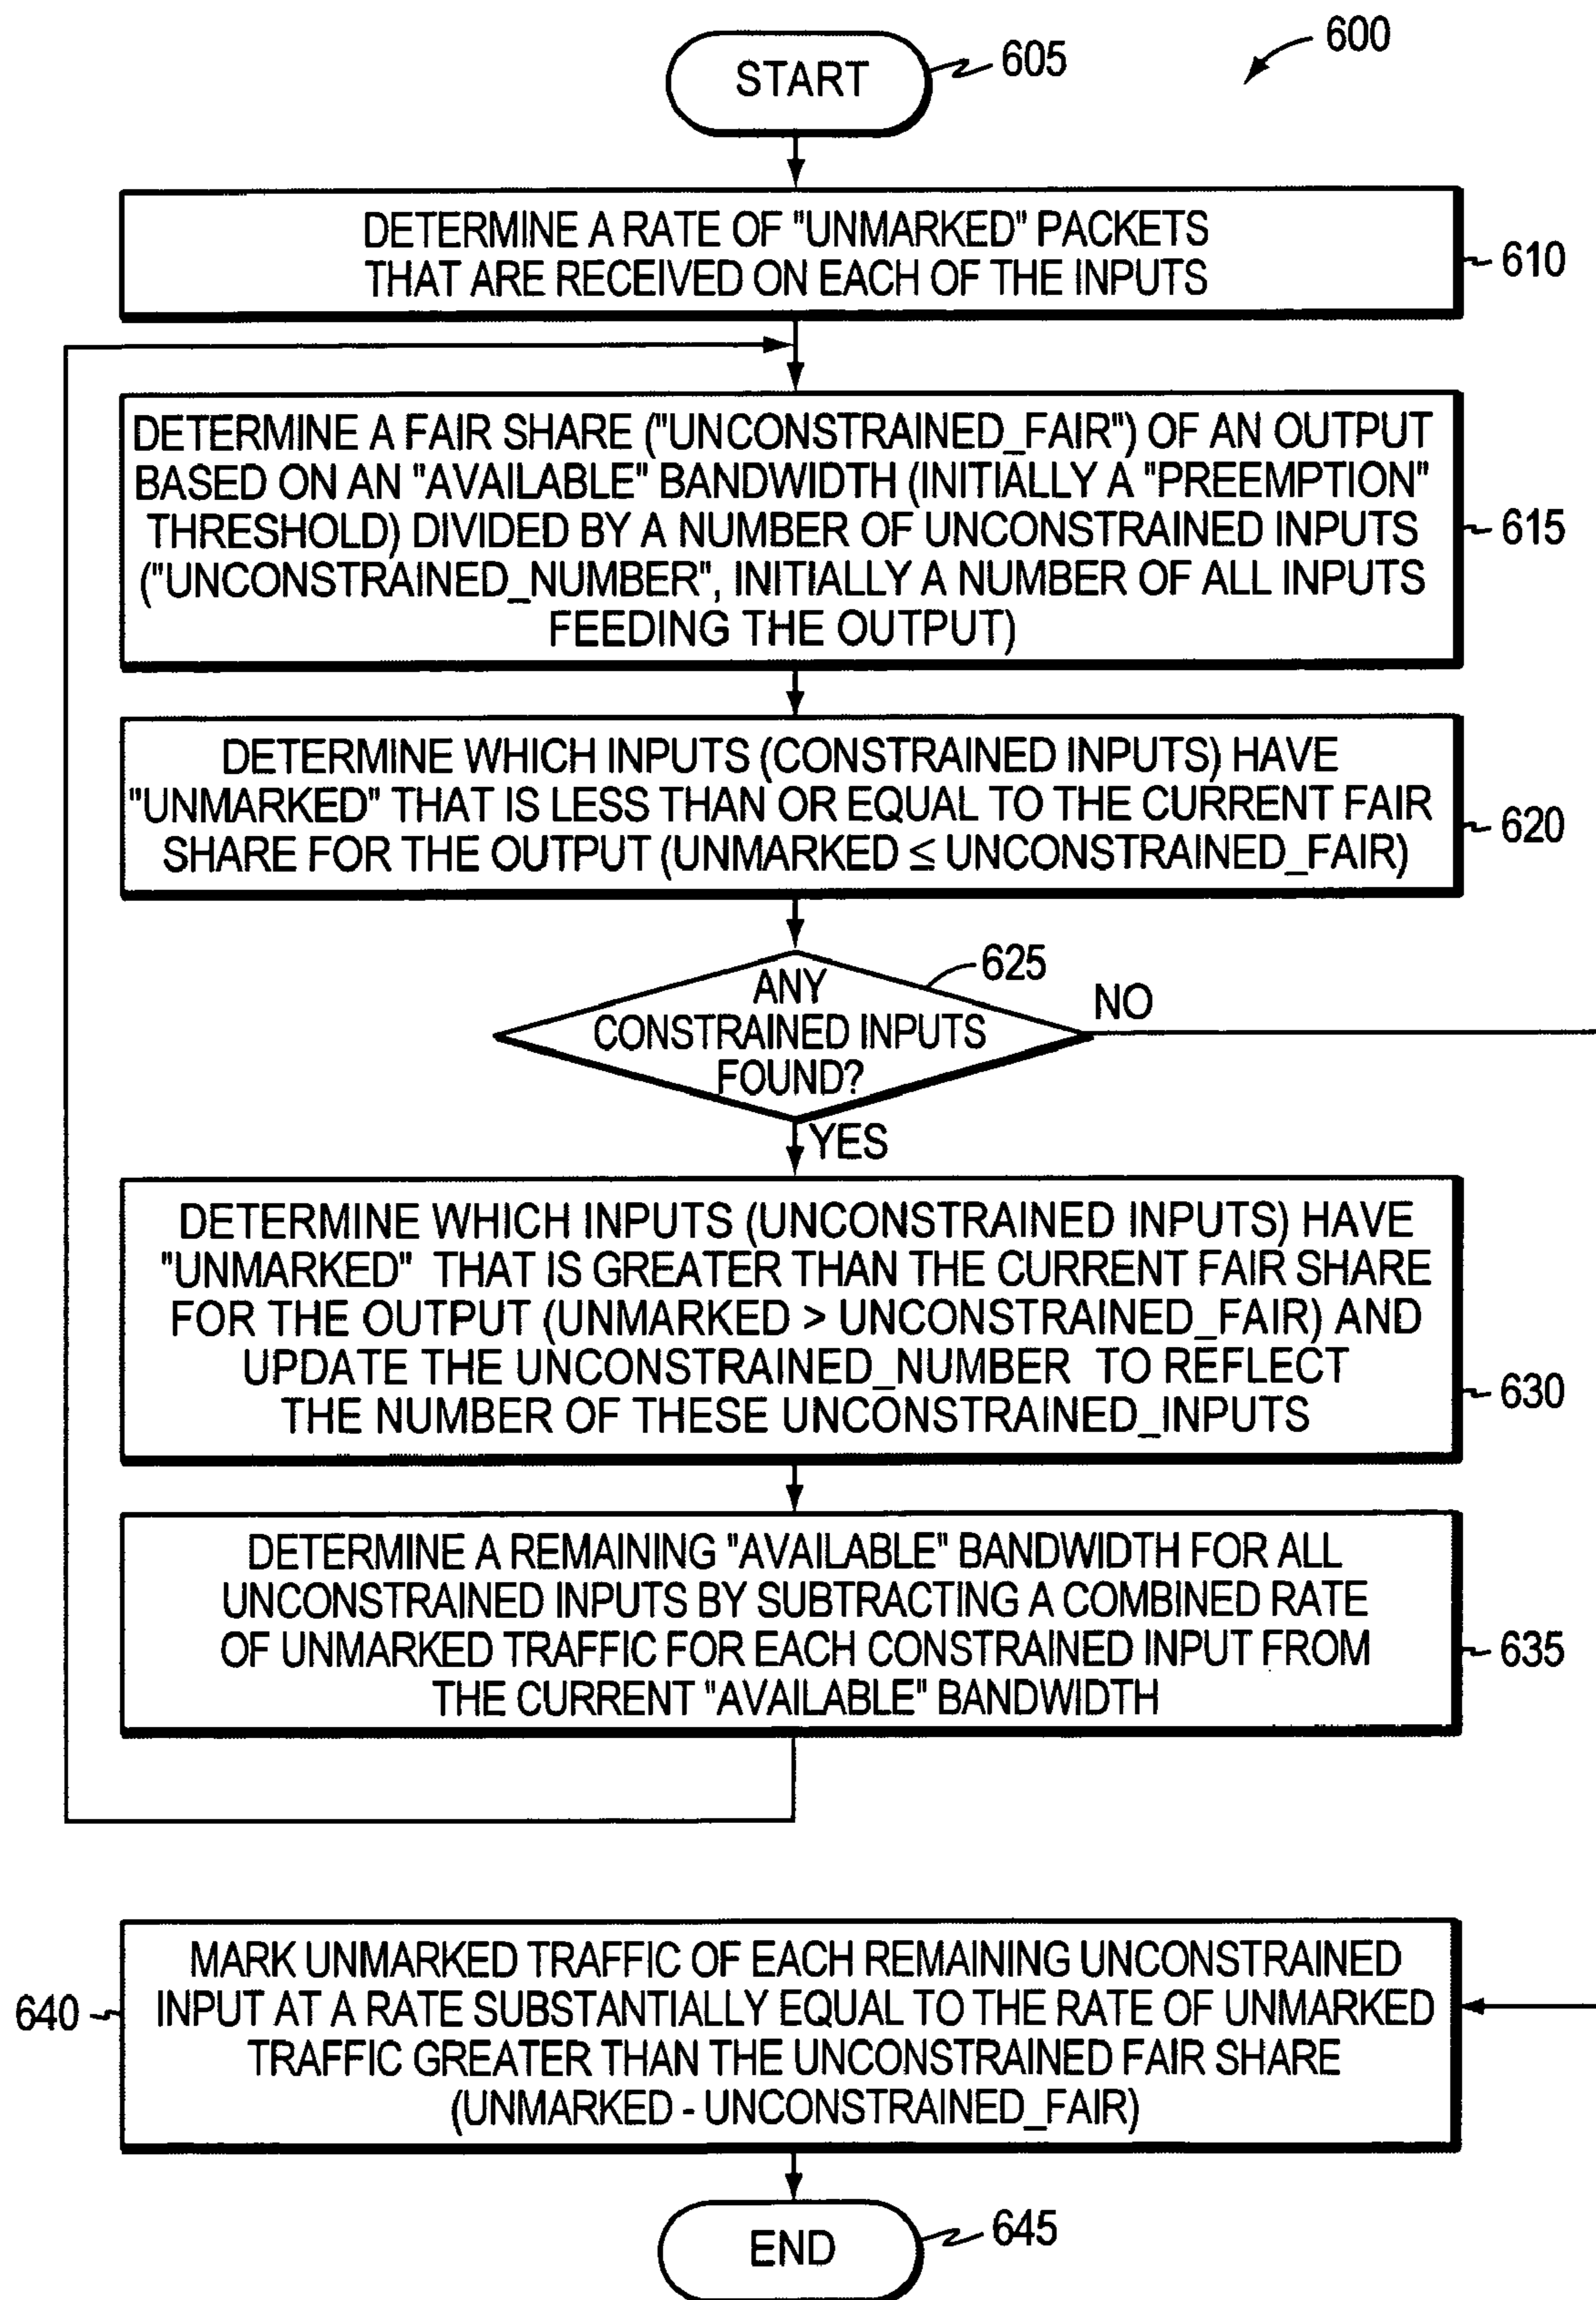 600
START
605
DETERMINE A RATE OF "UNMARKED" PACKETS
THAT ARE RECEIVED ON EACH OF THE INPUTS
610
DETERMINE A FAIR SHARE ("UNCONSTRAINED_FAIR") OF AN OUTPUT
BASED ON AN "AVAILABLE" BANDWIDTH (INITIALLY A "PREEMPTION"
THRESHOLD) DIVIDED BY A NUMBER OF UNCONSTRAINED INPUTS
("UNCONSTRAINED_NUMBER", INITIALLY A NUMBER OF ALL INPUTS
FEEDING THE OUTPUT)
615
DETERMINE WHICH INPUTS (CONSTRAINED INPUTS) HAVE
"UNMARKED" THAT IS LESS THAN OR EQUAL TO THE CURRENT FAIR
SHARE FOR THE OUTPUT (UNMARKED ≤ UNCONSTRAINED_FAIR)
620
625
ANY
CONSTRAINED INPUTS
FOUND?
NO
YES
DETERMINE WHICH INPUTS (UNCONSTRAINED INPUTS) HAVE
"UNMARKED" THAT IS GREATER THAN THE CURRENT FAIR SHARE
FOR THE OUTPUT (UNMARKED > UNCONSTRAINED_FAIR) AND
UPDATE THE UNCONSTRAINED_NUMBER TO REFLECT
THE NUMBER OF THESE UNCONSTRAINED_INPUTS
630
DETERMINE A REMAINING "AVAILABLE" BANDWIDTH FOR ALL
UNCONSTRAINED INPUTS BY SUBTRACTING A COMBINED RATE
OF UNMARKED TRAFFIC FOR EACH CONSTRAINED INPUT FROM
THE CURRENT "AVAILABLE" BANDWIDTH
635
MARK UNMARKED TRAFFIC OF EACH REMAINING UNCONSTRAINED
INPUT AT A RATE SUBSTANTIALLY EQUAL TO THE RATE OF UNMARKED
TRAFFIC GREATER THAN THE UNCONSTRAINED FAIR SHARE
(UNMARKED - UNCONSTRAINED_FAIR)
640
END
645